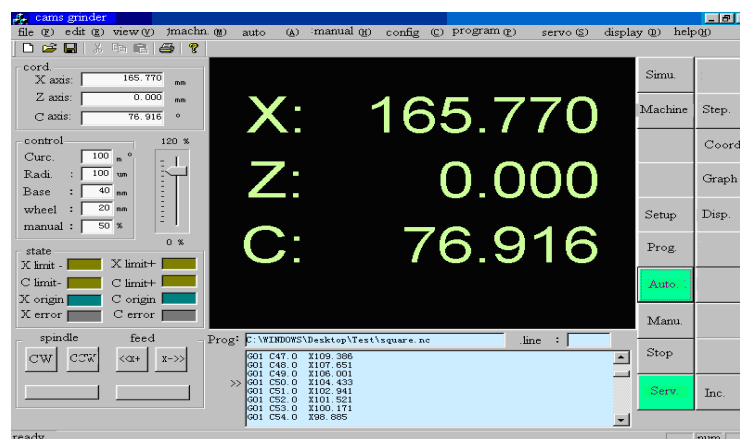 cams grinder
file (F) edit (E) view (V) machn. (M) auto (A) manual (H) config (C) program (P) servo (S) display (D) help (H)
cord.
X axis: 165.770 mm
Z axis: 0.000 mm
C axis: 76.916 °
control
120 %
Curc. 100 m °
Radi. : 100 um
Base : 40 mm
wheel : 20 mm
manual : 50 %
0 %
state
X limit - X limit+
C limit- C limit+
X origin C origin
X error C error
spindle feed
CW CCW <<x+ x->>
X: 165.770
Z: 0.000
C: 76.916
Prog: C:\WINDOWS\Desktop\Test\square.nc .line :
G01 C47.0 X109.386
G01 C48.0 X107.651
G01 C49.0 X106.001
>> G01 C50.0 X104.433
G01 C51.0 X102.941
G01 C52.0 X101.521
G01 C53.0 X100.171
G01 C54.0 X98.885
Simu.
Machine Step.
Coord
Graph
Setup Disp.
Prog.
Auto. :
Manu.
Stop
Serv. Inc.
ready num